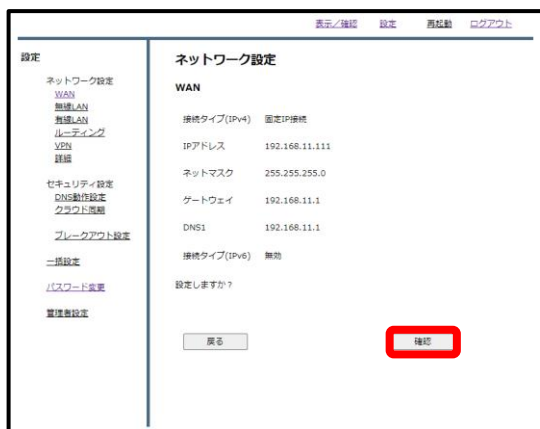 表示／確認 設定 再起動 ログアウト
設定
ネットワーク設定
WAN
無線LAN
有線LAN
ルーティング
VPN
詳細
セキュリティ設定
DNS動作設定
クラウド同期
ブレークアウト設定
一括設定
パスワード変更
管理者設定
ネットワーク設定
WAN
接続タイプ(IPv4) 固定IP接続
IPアドレス 192.168.11.111
ネットマスク 255.255.255.0
ゲートウェイ 192.168.11.1
DNS1 192.168.11.1
接続タイプ(IPv6) 無効
設定しますか？
戻る 確認